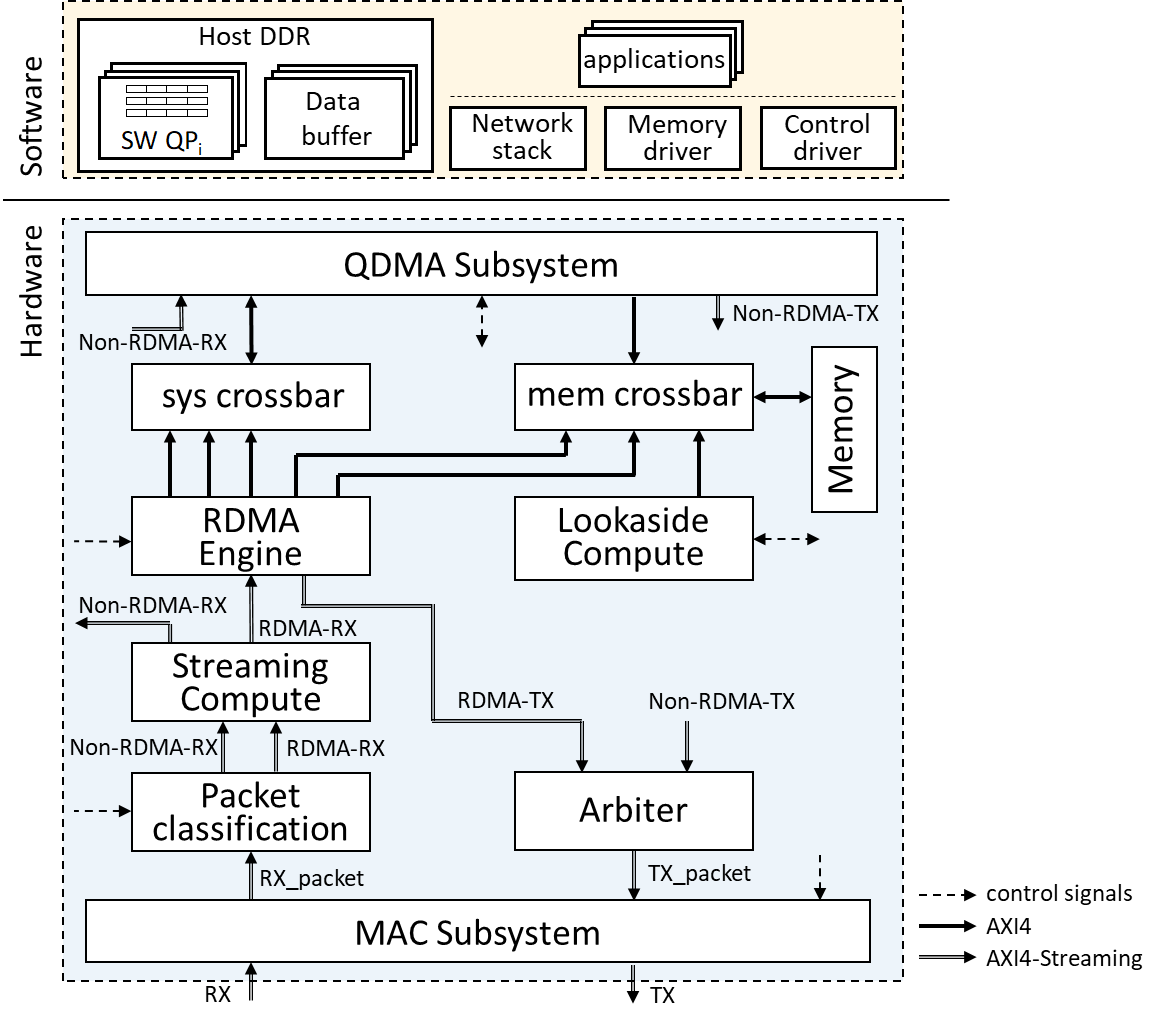 Software
Host DDR
SW QPi
Data
buffer
applications
Network
stack
Memory
driver
Control
driver
Hardware
QDMA Subsystem
Non-RDMA-RX
Non-RDMA-TX
sys crossbar
mem crossbar
Memory
RDMA
Engine
Lookaside
Compute
Non-RDMA-RX
RDMA-RX
Streaming
Compute
RDMA-TX
Non-RDMA-TX
Non-RDMA-RX
RDMA-RX
Packet
classification
Arbiter
RX_packet
TX_packet
MAC Subsystem
RX
TX
control signals
AXI4
AXI4-Streaming